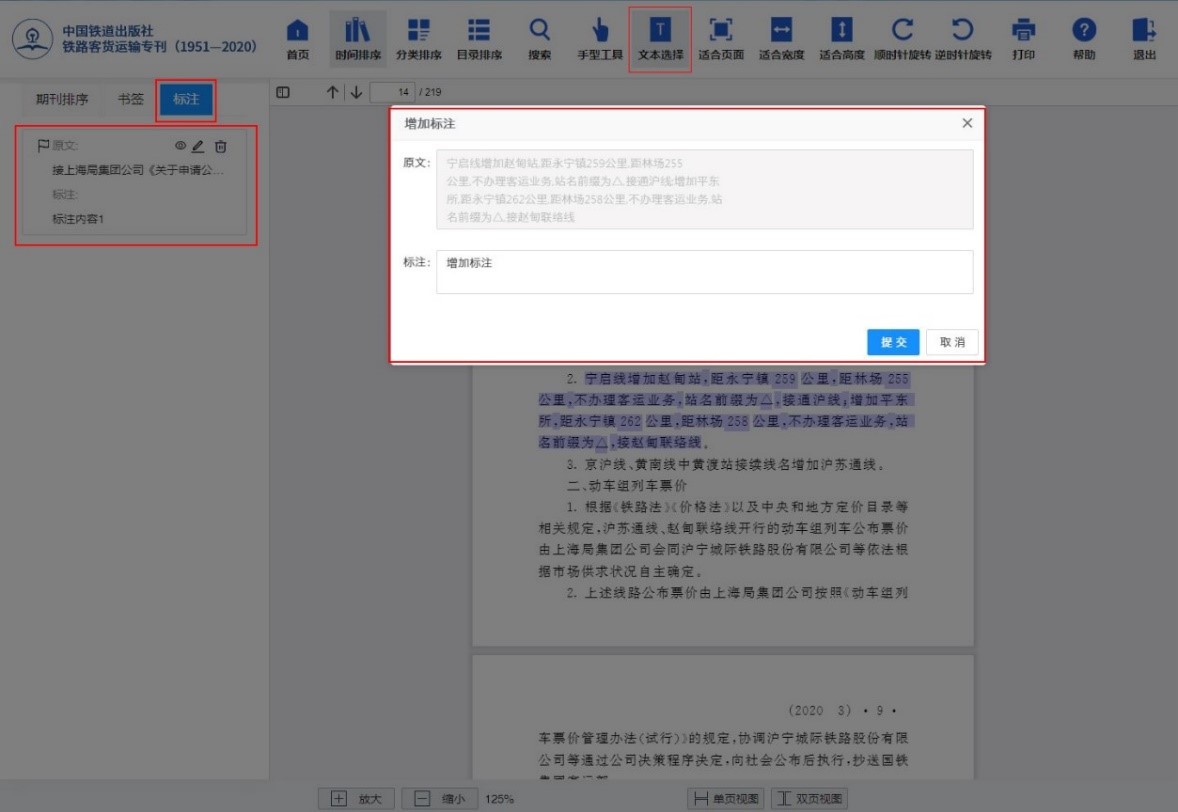 中国铁道出版社
铁路客货运输专刊（1951—2020）
首页 时间排序 分类排序 目录排序 搜索 手型工具 文本选择 适合页面 适合宽度 适合高度 顺时针旋转 逆时针旋转 打印 帮助 退出
期刊排序 书签 标注
14 / 219
原文:
接上海局集团公司《关于申请公...
标注:
标注内容1
增加标注
原文:
宁启线增加赵甸站,距永宁镇259公里,距林场255
公里,不办理客运业务,站名前缀为△,接通沪线;增加平东
所,距永宁镇262公里,距林场258公里,不办理客运业务,站
名前缀为△,接赵甸联络线
标注:
增加标注
提 交 取 消
2. 宁启线增加赵甸站,距永宁镇 259 公里,距林场 255
公里,不办理客运业务,站名前缀为△,接通沪线;增加平东
所,距永宁镇 262 公里,距林场 258 公里,不办理客运业务,站
名前缀为△,接赵甸联络线。
3. 京沪线、黄南线中黄渡站接续线名增加沪苏通线。
二、动车组列车票价
1. 根据《铁路法》《价格法》以及中央和地方定价目录等
相关规定,沪苏通线、赵甸联络线开行的动车组列车公布票价
由上海局集团公司会同沪宁城际铁路股份有限公司等依法根
据市场供求状况自主确定。
2. 上述线路公布票价由上海局集团公司按照《动车组列
(2020 3) • 9 •
车票价管理办法(试行)》的规定,协调沪宁城际铁路股份有限
公司等通过公司决策程序决定,向社会公布后执行,抄送国铁
放大 缩小 125% 单页视图 双页视图